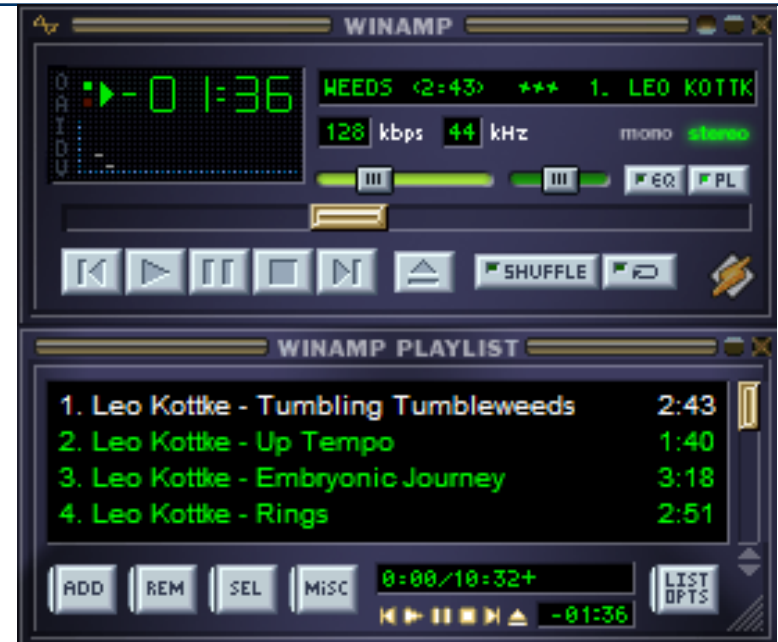 WINAMP
O
A
I
D
V
-01:36
WEEDS <2:43> *** 1. LEO KOTTK
128 kbps 44 kHz mono stereo
EQ PL
SHUFFLE
WINAMP PLAYLIST
1. Leo Kottke - Tumbling Tumbleweeds 2:43
2. Leo Kottke - Up Tempo 1:40
3. Leo Kottke - Embryonic Journey 3:18
4. Leo Kottke - Rings 2:51
ADD REM SEL MiSC 0:00/10:32+ LIST OPTS
-01:36